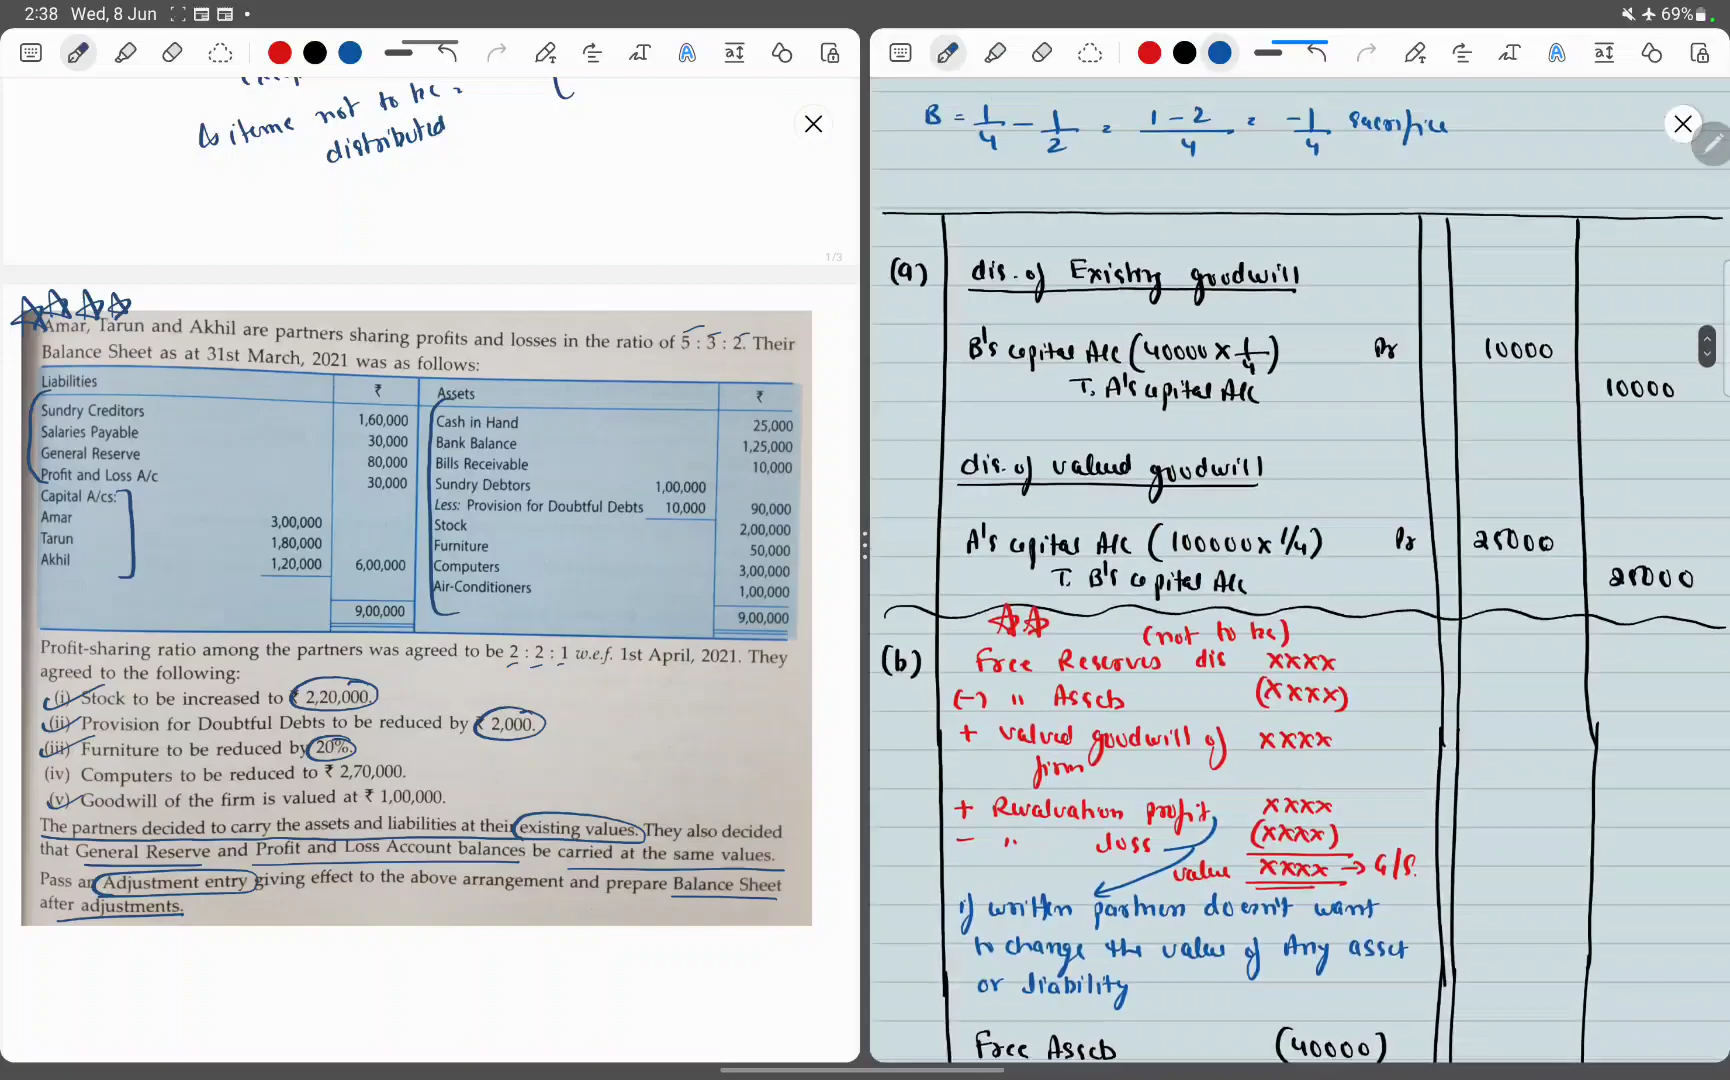 2:38 Wed, 8 Jun
69%
items not to be
distributed
1/3
Amar, Tarun and Akhil are partners sharing profits and losses in the ratio of 5 : 3 : 2. Their
Balance Sheet as at 31st March, 2021 was as follows:
Liabilities ₹ Assets ₹
Sundry Creditors 1,60,000 Cash in Hand 25,000
Salaries Payable 30,000 Bank Balance 1,25,000
General Reserve 80,000 Bills Receivable 10,000
Profit and Loss A/c 30,000 Sundry Debtors 1,00,000
Capital A/cs: Less: Provision for Doubtful Debts 10,000 90,000
Amar 3,00,000 Stock 2,00,000
Tarun 1,80,000 Furniture 50,000
Akhil 1,20,000 6,00,000 Computers 3,00,000
Air-Conditioners 1,00,000
9,00,000 9,00,000
Profit-sharing ratio among the partners was agreed to be 2 : 2 : 1 w.e.f. 1st April, 2021. They
agreed to the following:
(i) Stock to be increased to ₹ 2,20,000.
(ii) Provision for Doubtful Debts to be reduced by ₹ 2,000.
(iii) Furniture to be reduced by 20%.
(iv) Computers to be reduced to ₹ 2,70,000.
(v) Goodwill of the firm is valued at ₹ 1,00,000.
The partners decided to carry the assets and liabilities at their existing values. They also decided
that General Reserve and Profit and Loss Account balances be carried at the same values.
Pass an Adjustment entry giving effect to the above arrangement and prepare Balance Sheet
after adjustments.
B = 1/4 - 1/2 = 1-2/4 = -1/4 sacrifice
(a) dis. of Existing goodwill
B's capital A/c (40000 x 1/4) Dr 10000
T. A's capital A/c 10000
dis. of valued goodwill
A's capital A/c (100000 x 1/4) Dr 25000
T. B's capital A/c 25000
(not to be)
(b) Free Reserves dis xxxx
(-) " Assets (xxxx)
+ valued goodwill of xxxx
firm
+ Revaluation profit xxxx
- " loss (xxxx)
value xxxx → G/S.
if written partners doesn't want
to change the value of Any asset
or liability
Free Assets (40000)